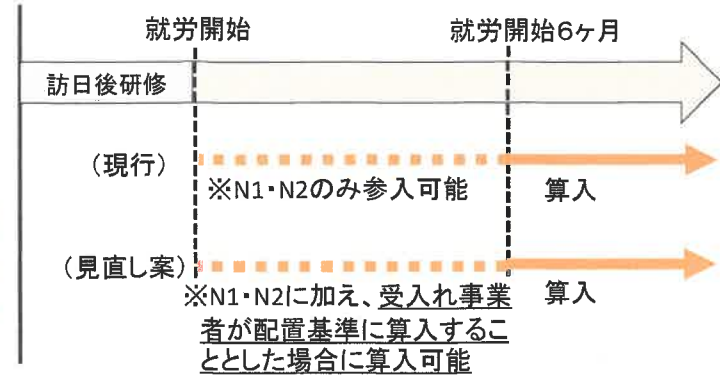 就労開始
就労開始6ヶ月
訪日後研修
(現行)
※N1・N2のみ参入可能
算入
(見直し案)
※N1・N2に加え、受入れ事業
者が配置基準に算入するこ
ととした場合に算入可能
算入